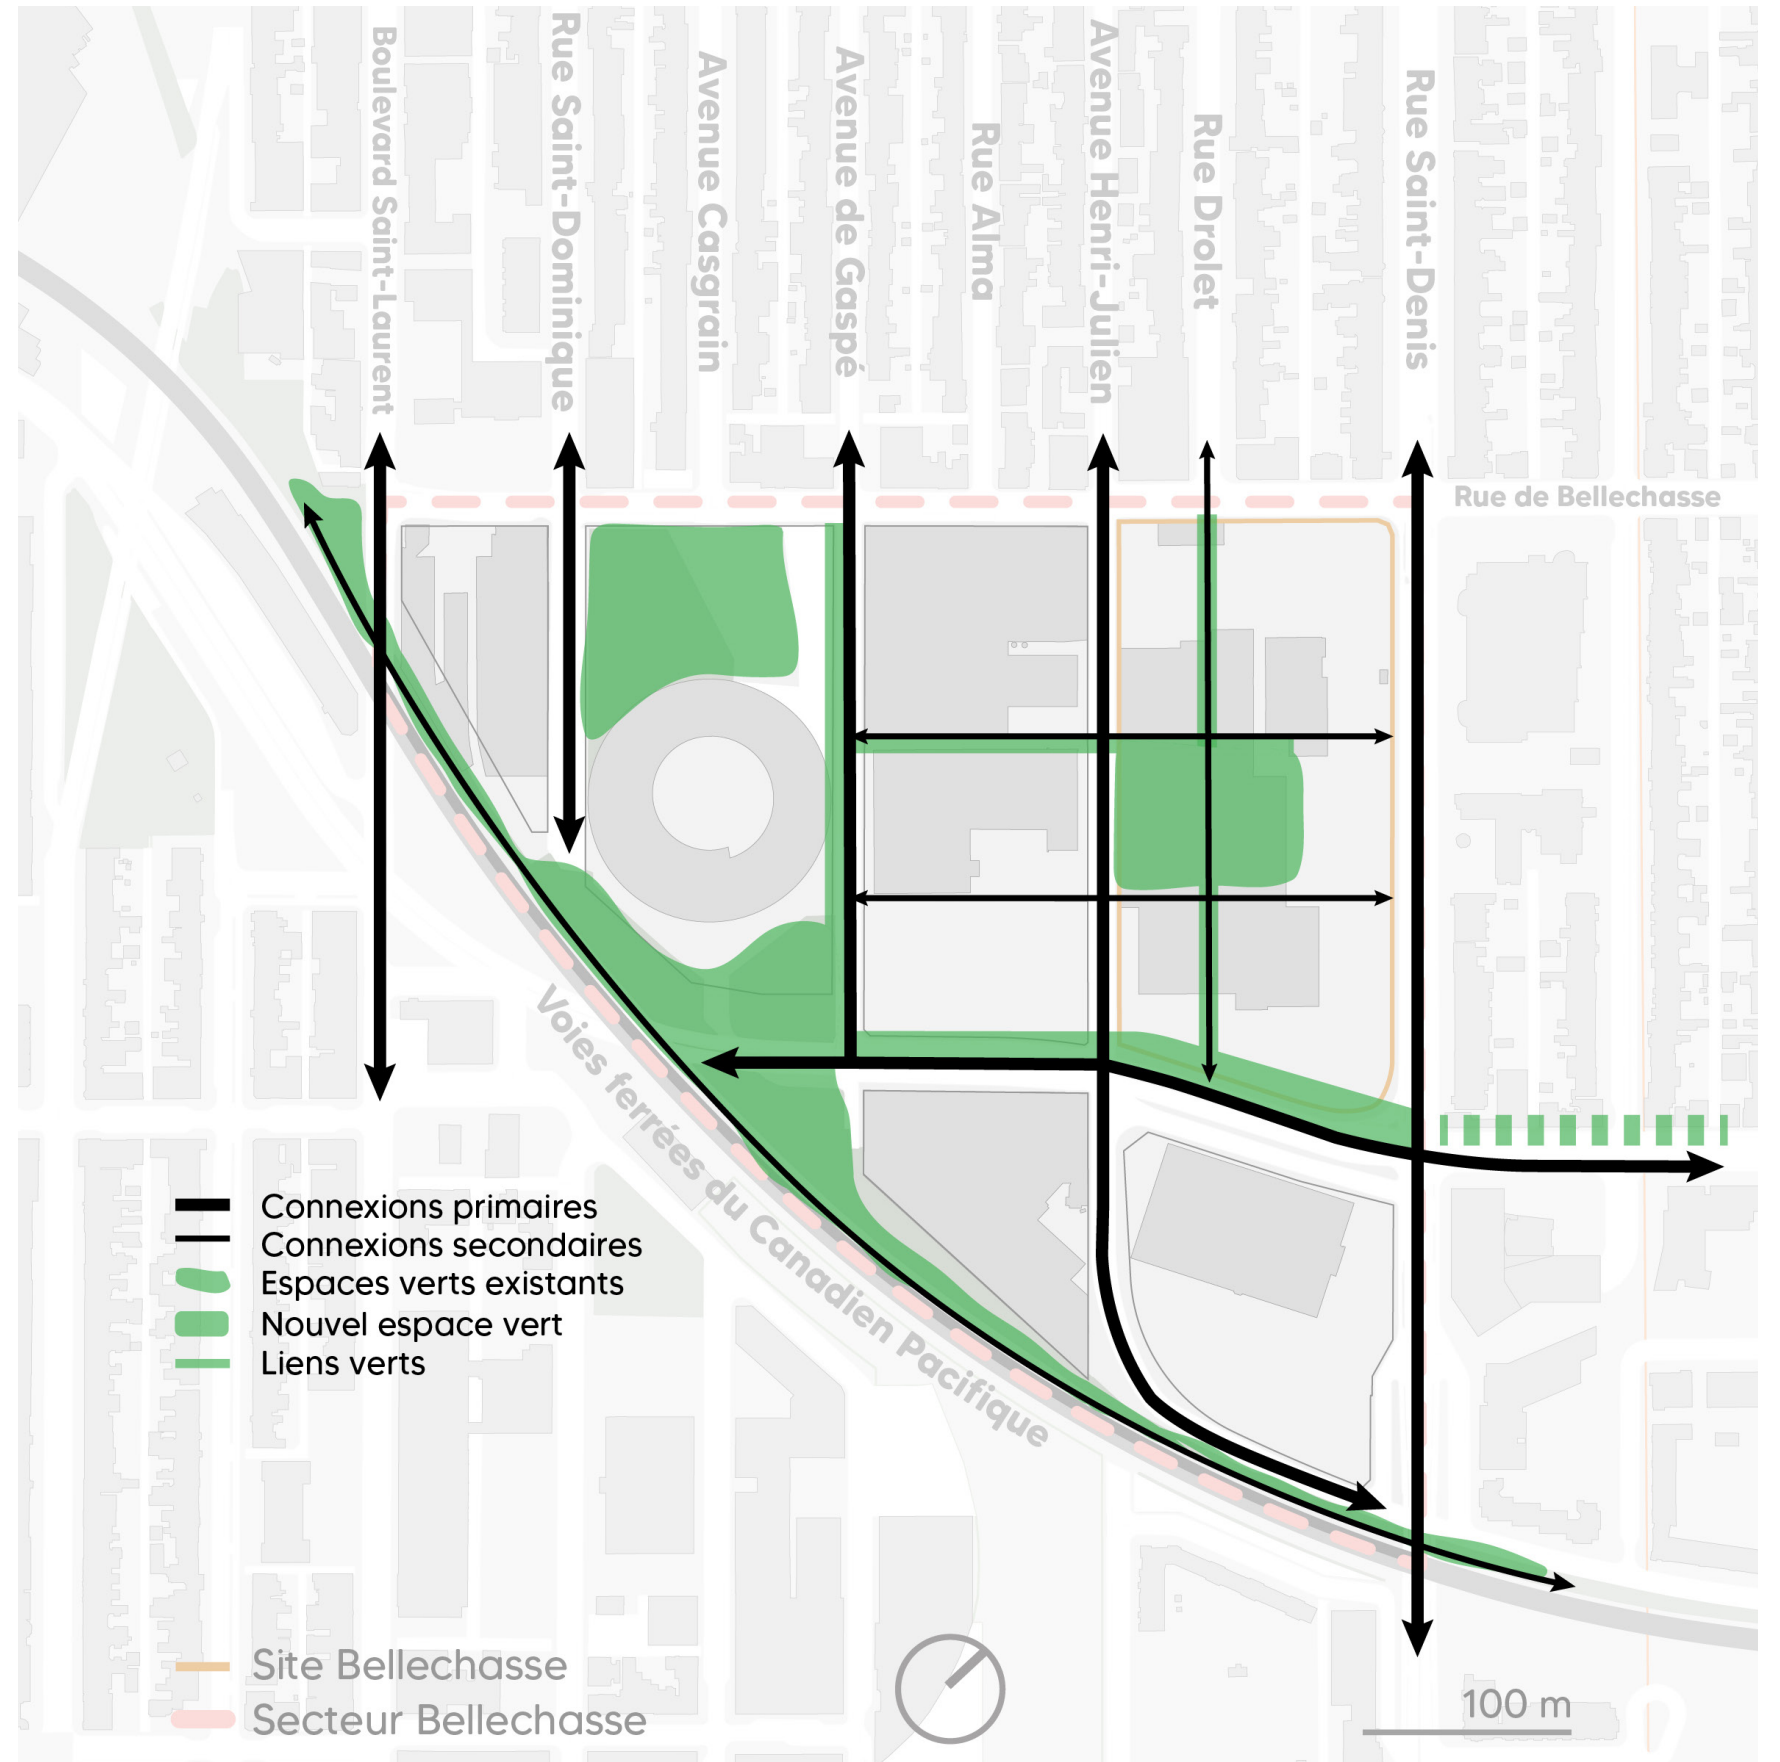 Boulevard Saint-Laurent
Rue Saint-Dominique
Avenue Casgrain
Avenue de Gaspé
Rue Alma
Avenue Henri-Julien
Rue Drolet
Rue Saint-Denis
Rue de Bellechasse
Voies ferrées du Canadien Pacifique
Connexions primaires
Connexions secondaires
Espaces verts existants
Nouvel espace vert
Liens verts
Site Bellechasse
Secteur Bellechasse
100 m